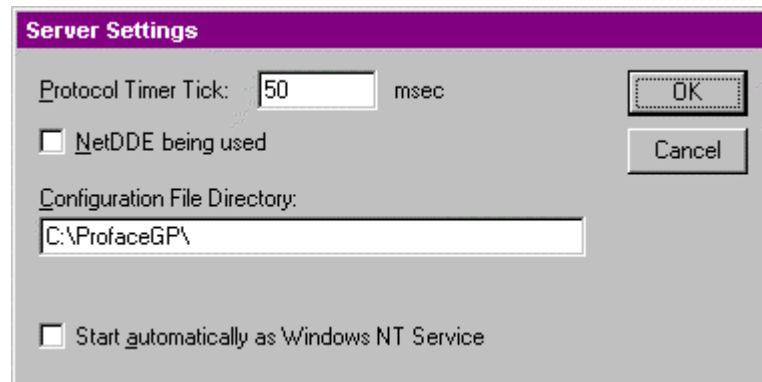 Server Settings
Protocol Timer Tick: 50 msec
OK
NetDDE being used
Cancel
Configuration File Directory:
C:\ProfaceGP\
Start automatically as Windows NT Service